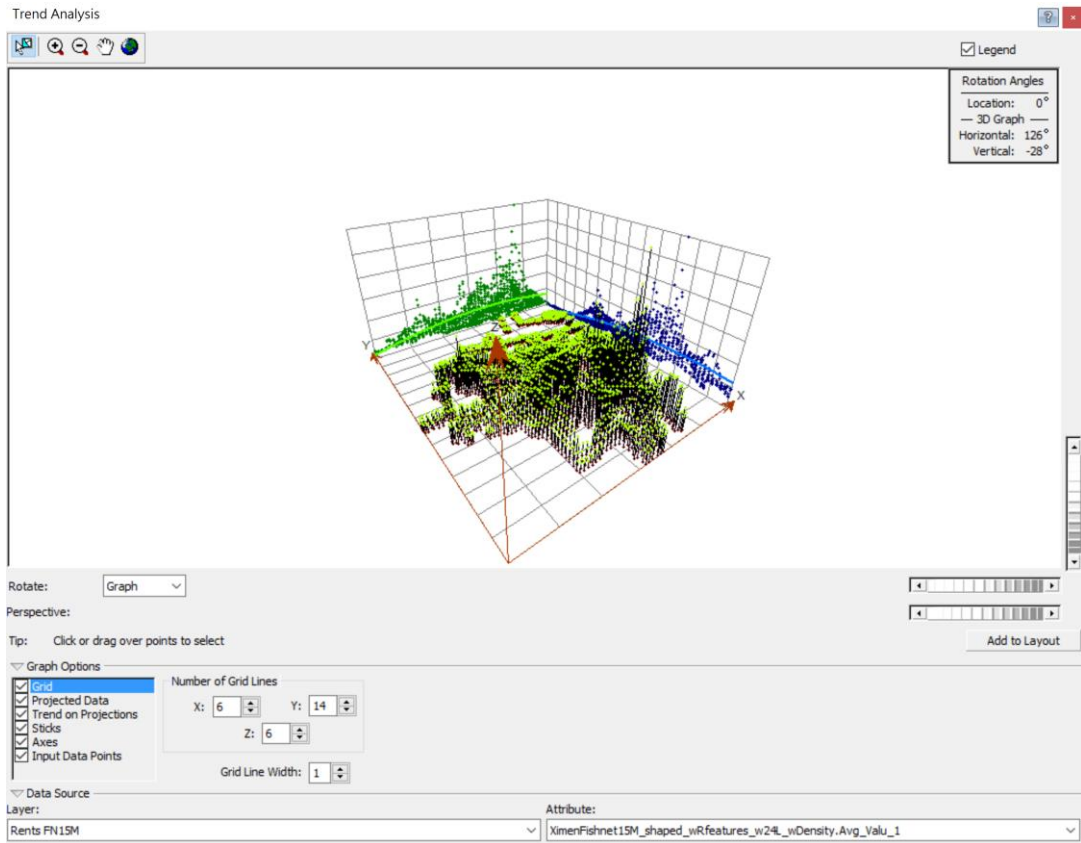 Trend Analysis
Legend
Rotation Angles
Location: 0°
3D Graph
Horizontal: 126°
Vertical: -28°
Y
Z
X
Rotate: Graph
Perspective:
Tip: Click or drag over points to select
Add to Layout
Graph Options
Grid
Projected Data
Trend on Projections
Sticks
Axes
Input Data Points
Number of Grid Lines
X: 6 Y: 14
Z: 6
Grid Line Width: 1
Data Source
Layer: Attribute:
Rents FN15M XimenFishnet15M_shaped_wRfeatures_w24L_wDensity.Avg_Valu_1